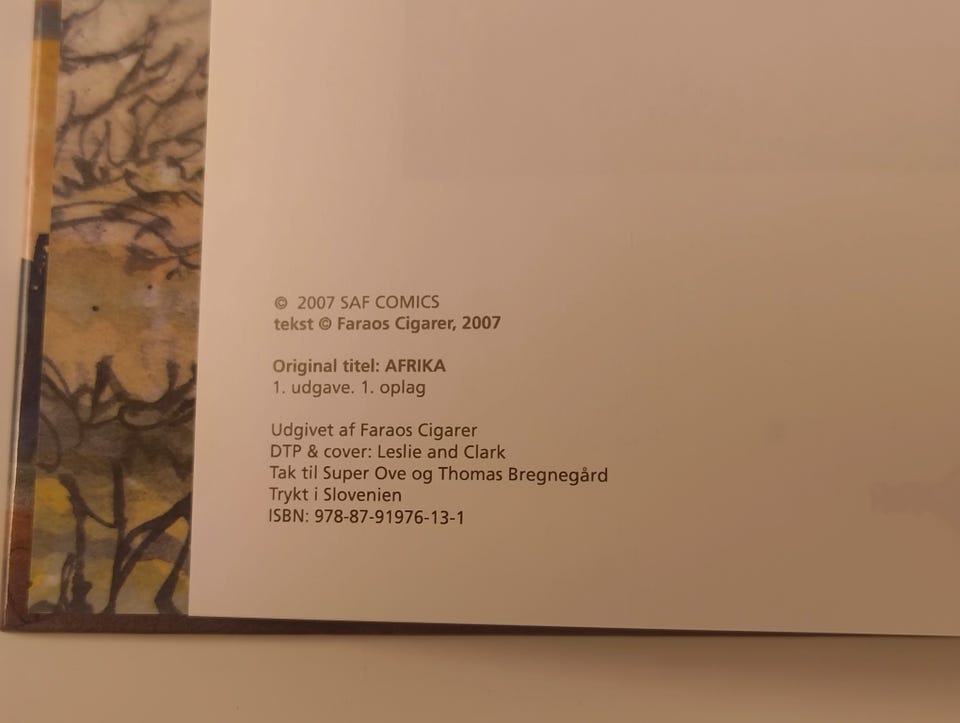 © 2007 SAF COMICS
tekst © Faraos Cigarer, 2007
Original titel: AFRIKA
1. udgave. 1. oplag
Udgivet af Faraos Cigarer
DTP & cover: Leslie and Clark
Tak til Super Ove og Thomas Bregnegård
Trykt i Slovenien
ISBN: 978-87-91976-13-1